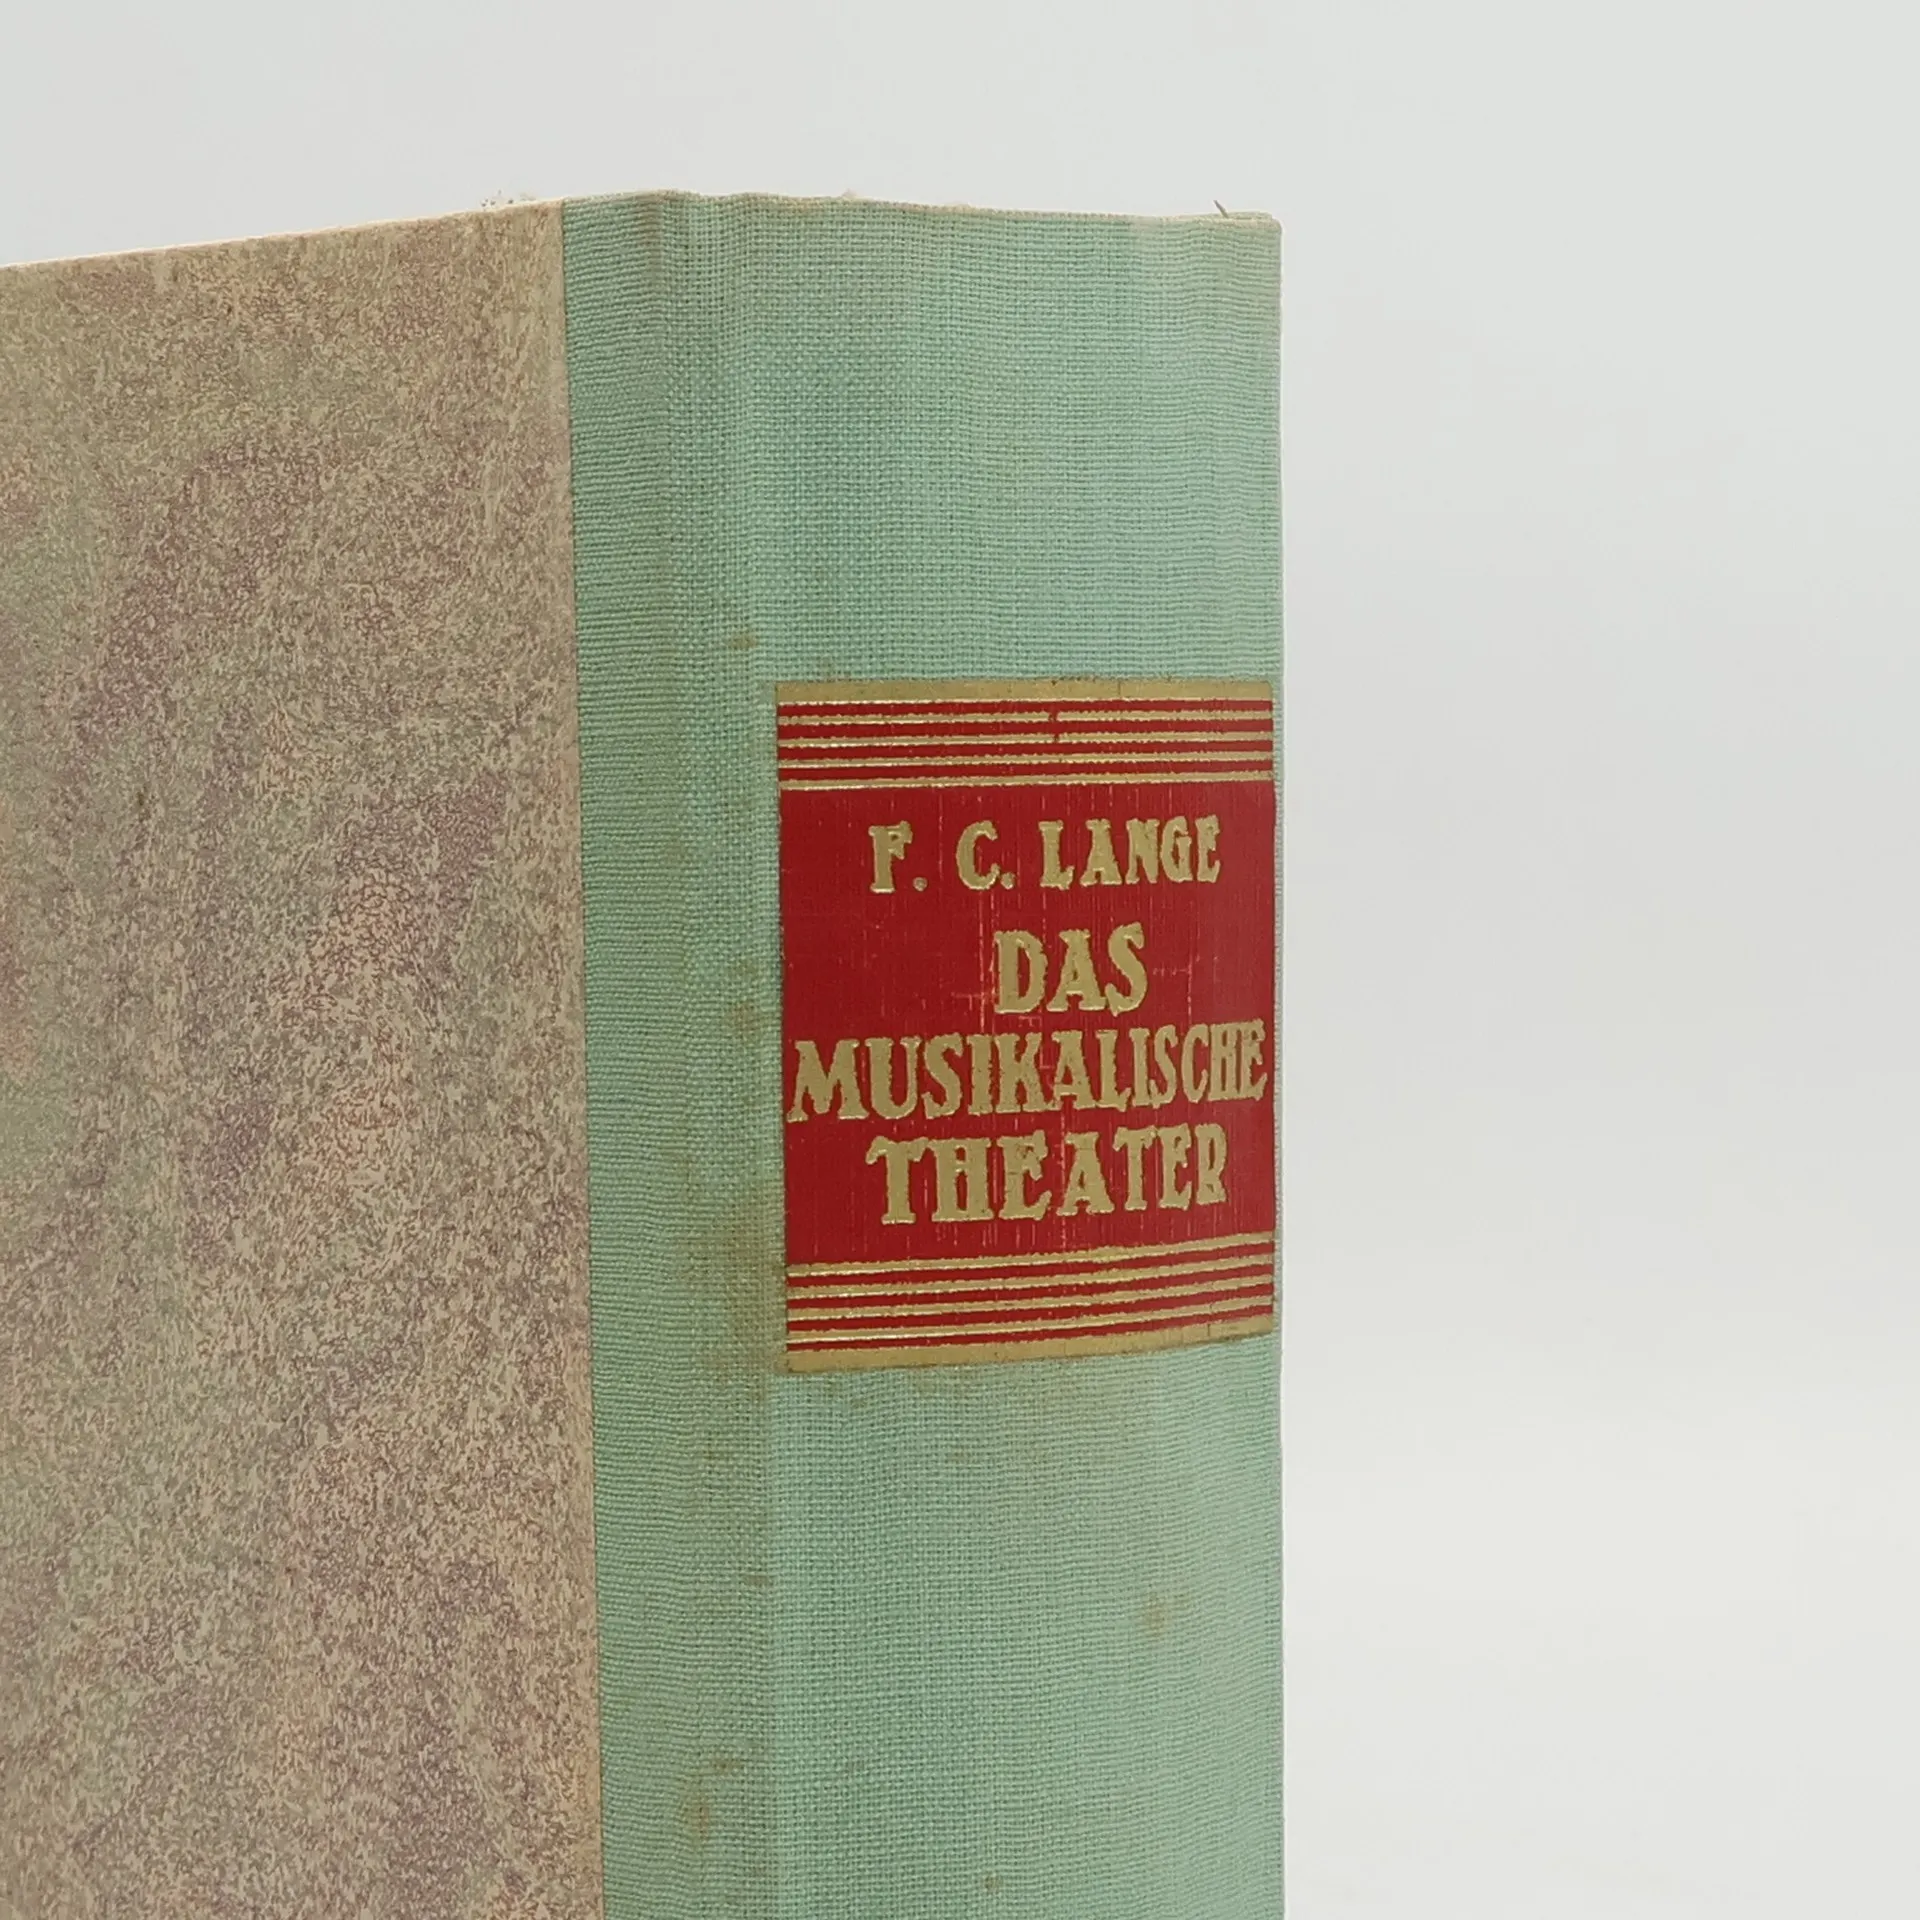 F. C. LANGE
DAS
MUSIKALISCHE
THEATER